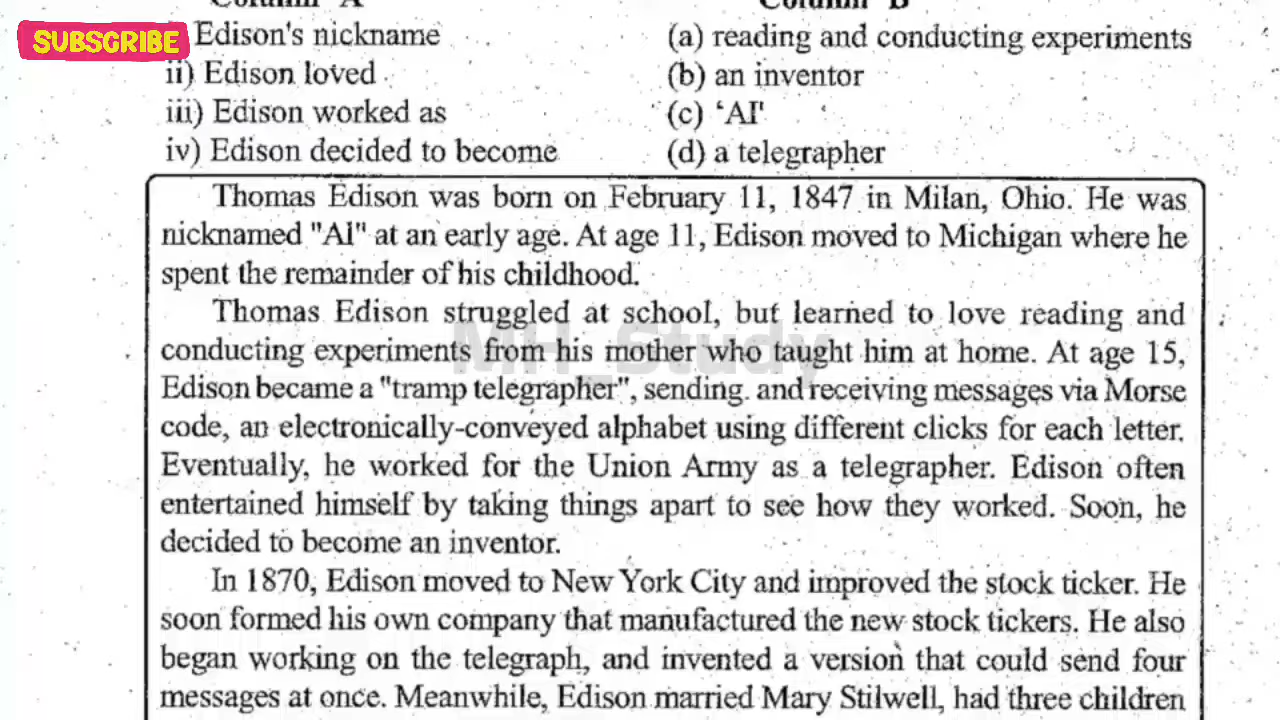 Column 'A' Column 'B'
SUBSCRIBE
Edison's nickname (a) reading and conducting experiments
ii) Edison loved (b) an inventor
iii) Edison worked as (c) ‘AI'
iv) Edison decided to become (d) a telegrapher
Thomas Edison was born on February 11, 1847 in Milan, Ohio. He was
nicknamed "Al" at an early age. At age 11, Edison moved to Michigan where he
spent the remainder of his childhood.
Thomas Edison struggled at school, but learned to love reading and
conducting experiments from his mother who taught him at home. At age 15,
MH_Study
Edison became a "tramp telegrapher", sending. and receiving messages via Morse
code, an electronically-conveyed alphabet using different clicks for each letter.
Eventually, he worked for the Union Army as a telegrapher. Edison often
entertained himself by taking things apart to see how they worked. Soon, he
decided to become an inventor.
In 1870, Edison moved to New York City and improved the stock ticker. He
soon formed his own company that manufactured the new stock tickers. He also
began working on the telegraph, and invented a version that could send four
messages at once. Meanwhile, Edison married Mary Stilwell, had three children